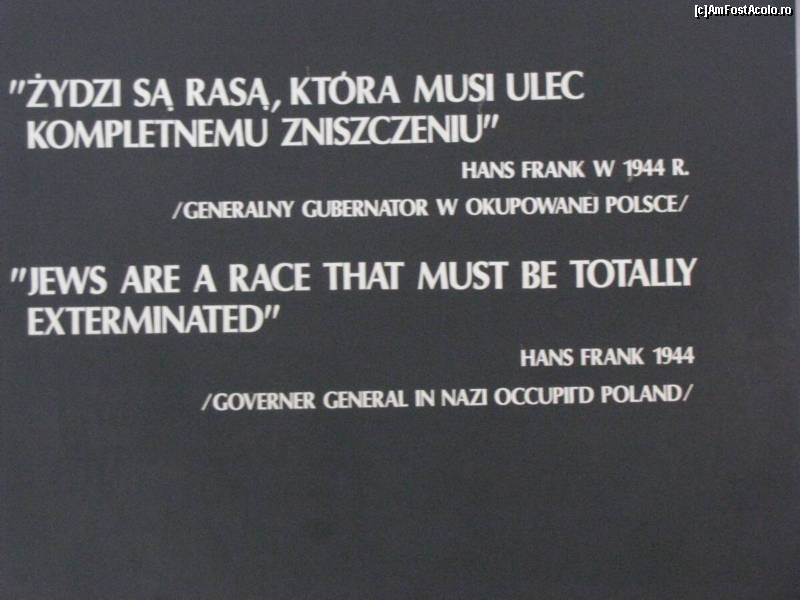 [c]AmFostAcolo.ro
"ŻYDZI SĄ RASĄ, KTÓRA MUSI ULEC
KOMPLETNEMU ZNISZCZENIU"
HANS FRANK W 1944 R.
/GENERALNY GUBERNATOR W OKUPOWANEJ POLSCE/
"JEWS ARE A RACE THAT MUST BE TOTALLY
EXTERMINATED"
HANS FRANK 1944
/GOVERNER GENERAL IN NAZI OCCUPIED POLAND/